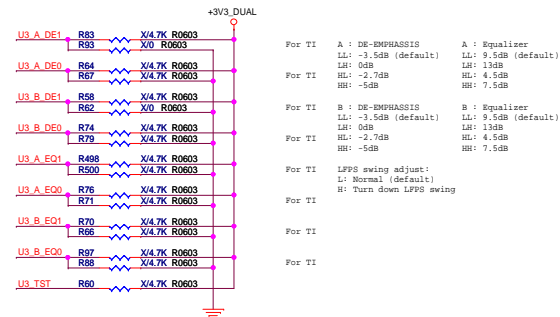 +3V3_DUAL
U3_A_DE1 R83 X/4.7K R0603
R93 X/0 R0603
U3_A_DE0 R64 X/4.7K R0603
R67 X/4.7K R0603
U3_B_DE1 R58 X/4.7K R0603
R62 X/0 R0603
U3_B_DE0 R74 X/4.7K R0603
R79 X/4.7K R0603
U3_A_EQ1 R498 X/4.7K R0603
R500 X/4.7K R0603
U3_A_EQ0 R76 X/4.7K R0603
R71 X/4.7K R0603
U3_B_EQ1 R70 X/4.7K R0603
R66 X/4.7K R0603
U3_B_EQ0 R97 X/4.7K R0603
R88 X/4.7K R0603
U3_TST R60 X/4.7K R0603
For TI A : DE-EMPHASSIS A : Equalizer
LL: -3.5dB (default) LL: 9.5dB (default)
LH: 0dB LH: 13dB
For TI HL: -2.7dB HL: 4.5dB
HH: -5dB HH: 7.5dB
For TI B : DE-EMPHASSIS B : Equalizer
LL: -3.5dB (default) LL: 9.5dB (default)
LH: 0dB LH: 13dB
For TI HL: -2.7dB HL: 4.5dB
HH: -5dB HH: 7.5dB
For TI LFPS swing adjust:
L: Normal (default)
H: Turn down LFPS swing
For TI
For TI
For TI